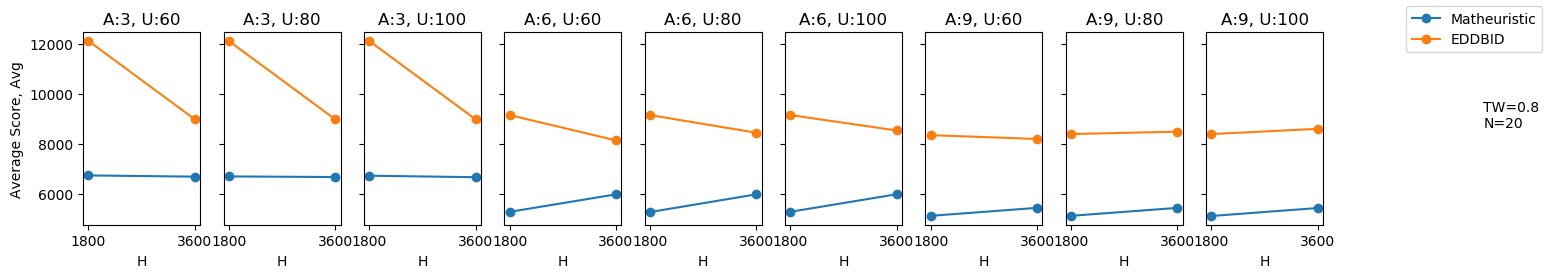 A:3, U:60 A:3, U:80 A:3, U:100 A:6, U:60 A:6, U:80 A:6, U:100 A:9, U:60 A:9, U:80 A:9, U:100
Matheuristic
EDDBID
12000
10000
8000
6000
Average Score, Avg
TW=0.8
N=20
1800 3600 1800 3600 1800 3600 1800 3600 1800 3600 1800 3600 1800 3600 1800 3600 1800 3600
H H H H H H H H H